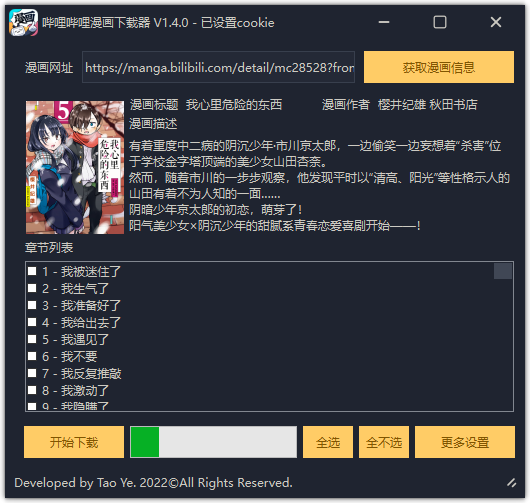 哔哩哔哩漫画下载器 V1.4.0 - 已设置cookie
漫画网址 https://manga.bilibili.com/detail/mc28528?fron 获取漫画信息
漫画标题 我心里危险的东西 漫画作者 樱井纪雄 秋田书店
漫画描述
5
我心里
危险的东西
有着重度中二病的阴沉少年·市川京太郎，一边偷笑一边妄想着“杀害”位
于学校金字塔顶端的美少女山田杏奈。
然而，随着市川的一步步观察，他发现平时以“清高、阳光”等性格示人的
山田有着不为人知的一面……
阴暗少年京太郎的初恋，萌芽了！
阳气美少女×阴沉少年的甜腻系青春恋爱喜剧开始——！
章节列表
1 - 我被迷住了
2 - 我生气了
3 - 我准备好了
4 - 我给出去了
5 - 我遇见了
6 - 我不要
7 - 我反复推敲
8 - 我激动了
9 - 我隐瞒了
开始下载 全选 全不选 更多设置
Developed by Tao Ye. 2022©All Rights Reserved.